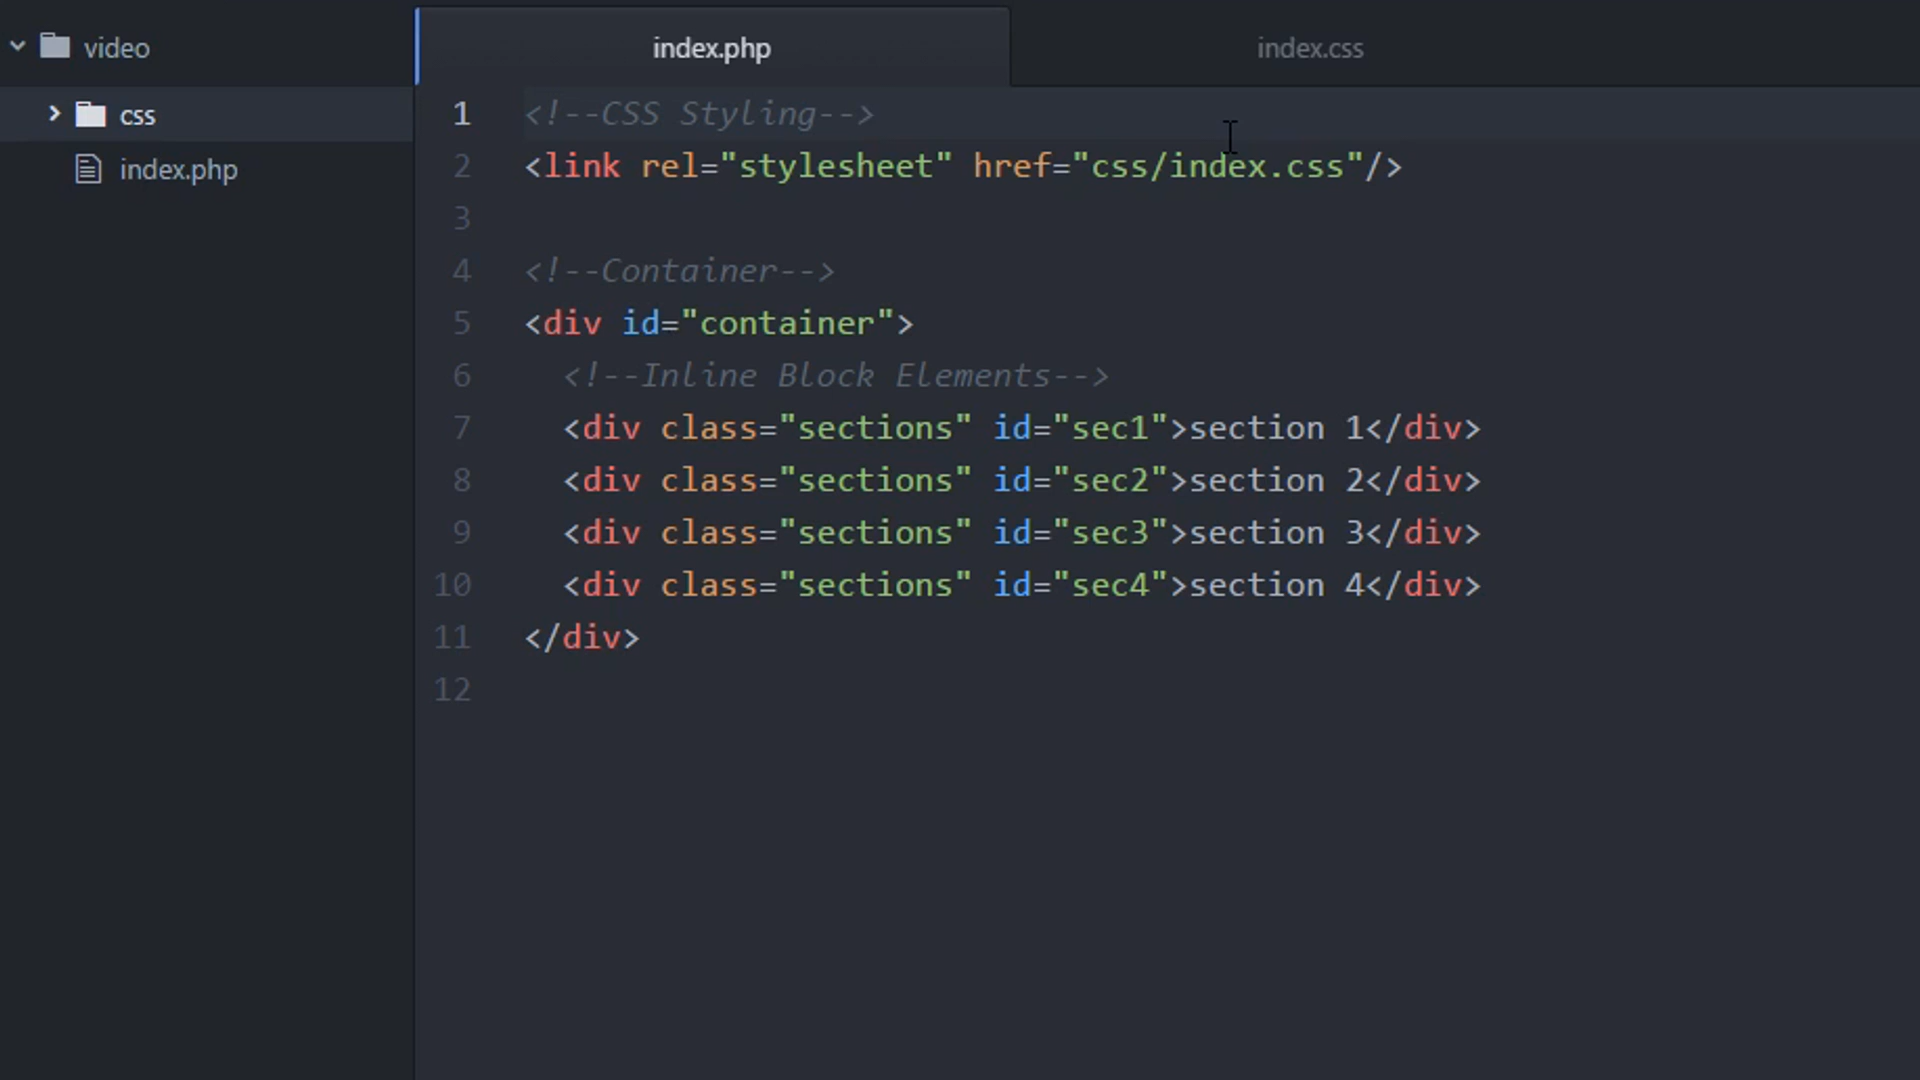 video
css
index.php
index.php
index.css
1 <!--CSS Styling-->
2 <link rel="stylesheet" href="css/index.css"/>
3
4 <!--Container-->
5 <div id="container">
6 <!--Inline Block Elements-->
7 <div class="sections" id="sec1">section 1</div>
8 <div class="sections" id="sec2">section 2</div>
9 <div class="sections" id="sec3">section 3</div>
10 <div class="sections" id="sec4">section 4</div>
11 </div>
12